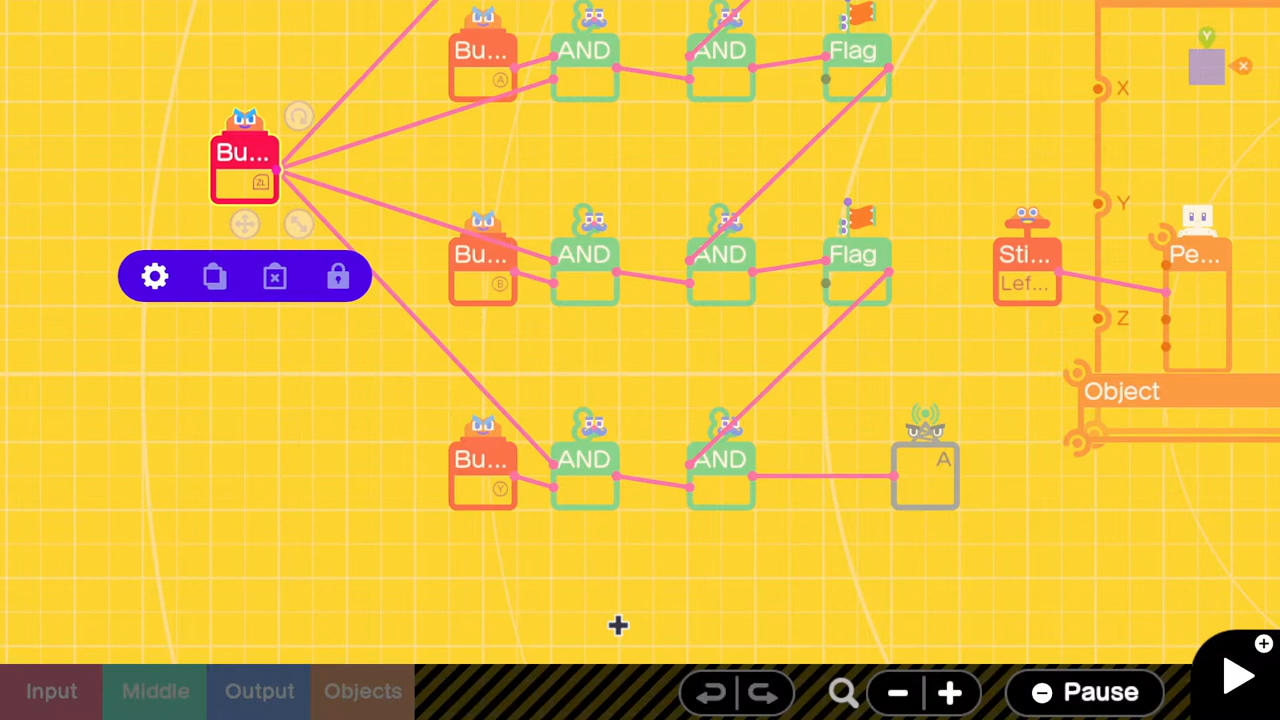 Bu...
A
AND
AND
Flag
Y
X
X
Bu...
ZL
Y
Bu...
B
AND
AND
Flag
Sti...
Lef...
Pe...
Z
Object
Bu...
Y
AND
AND
A
Input
Middle
Output
Objects
Pause